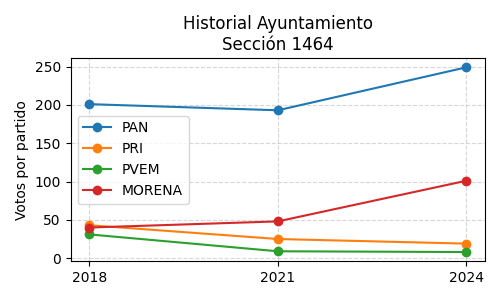 Historial Ayuntamiento
Sección 1464
Votos por partido
250
200
150
100
50
0
PAN
PRI
PVEM
MORENA
2018
2021
2024